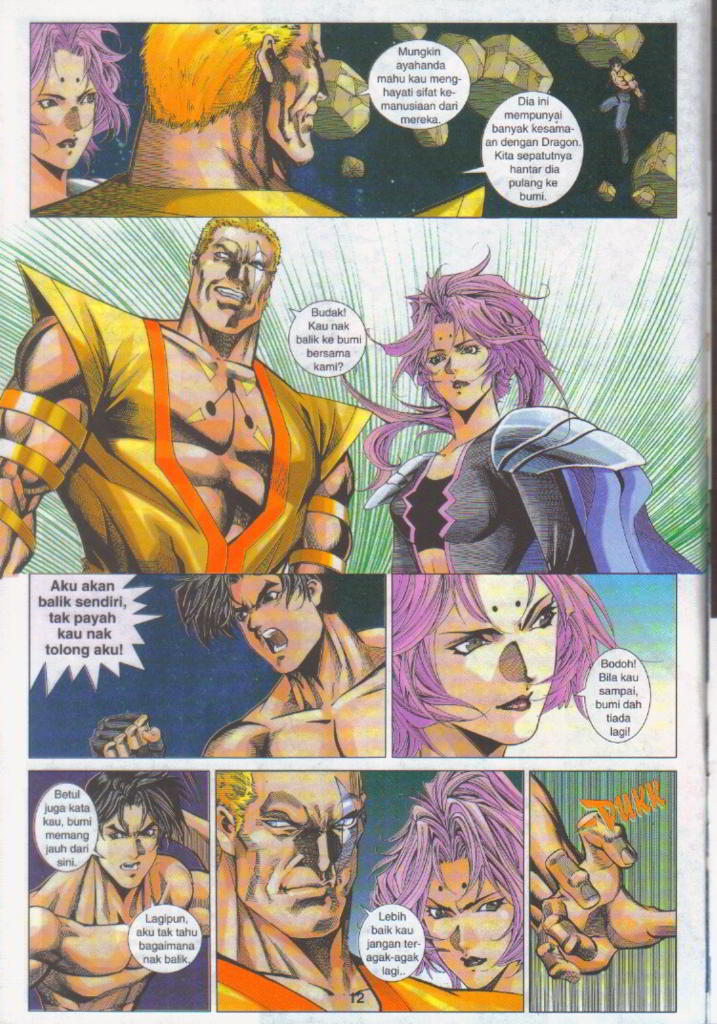 Mungkin
ayahanda
mahu kau meng-
hayati sifat ke-
manusiaan dari
mereka.
Dia ini
mempunyai
banyak kesama-
an dengan Dragon.
Kita sepatutnya
hantar dia
pulang ke
bumi.
Budak!
Kau nak
balik ke bumi
bersama
kami?
Aku akan
balik sendiri,
tak payah
kau nak
tolong aku!
Bodoh!
Bila kau
sampai,
bumi dah
tiada
lagi!
Betul
juga kata
kau, bumi
memang
jauh dari
sini.
Lagipun,
aku tak tahu
bagaimana
nak balik.
Lebih
baik kau
jangan ter-
agak-agak
lagi..
PUKK
12